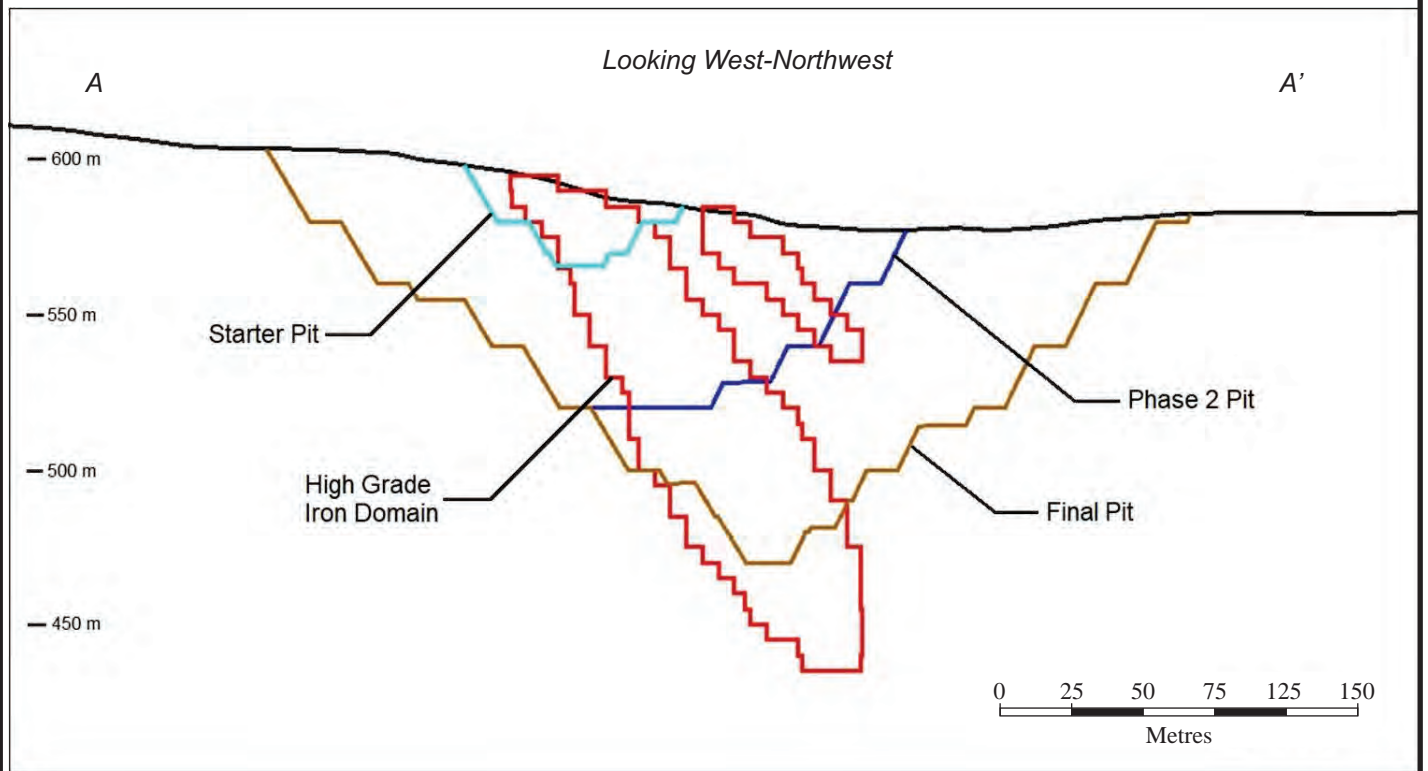 Looking West-Northwest
A
A’
600 m
550 m
Starter Pit
Phase 2 Pit
500 m
High Grade
Iron Domain
Final Pit
450 m
0 25 50 75 125 150
Metres